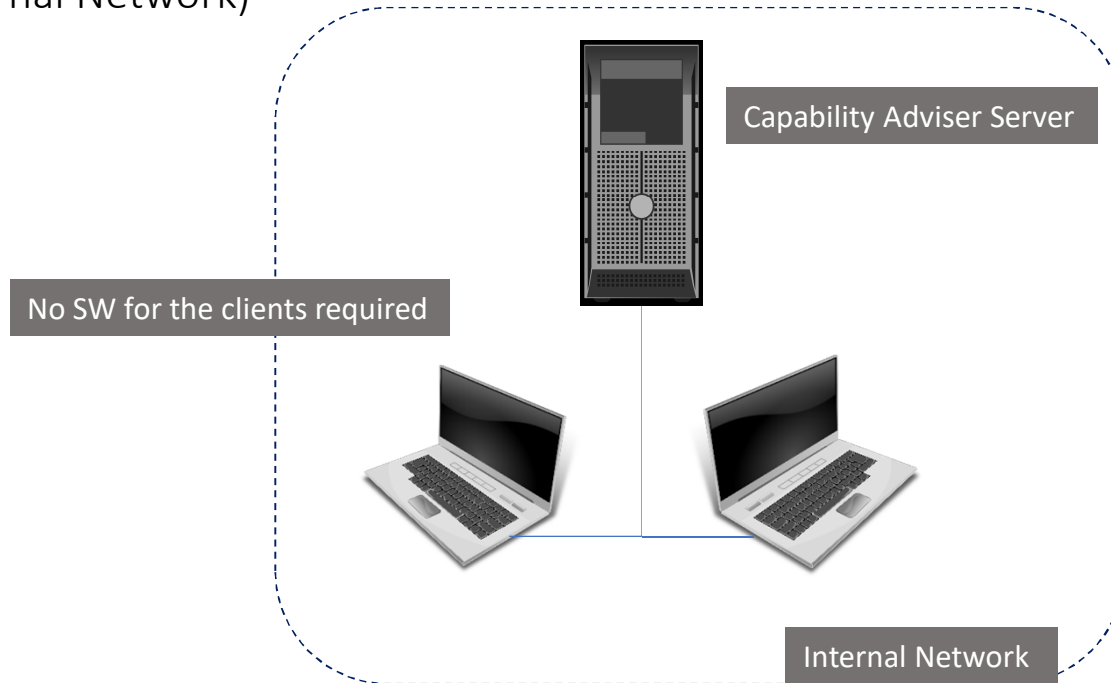 nal Network)
Capability Adviser Server
No SW for the clients required
Internal Network